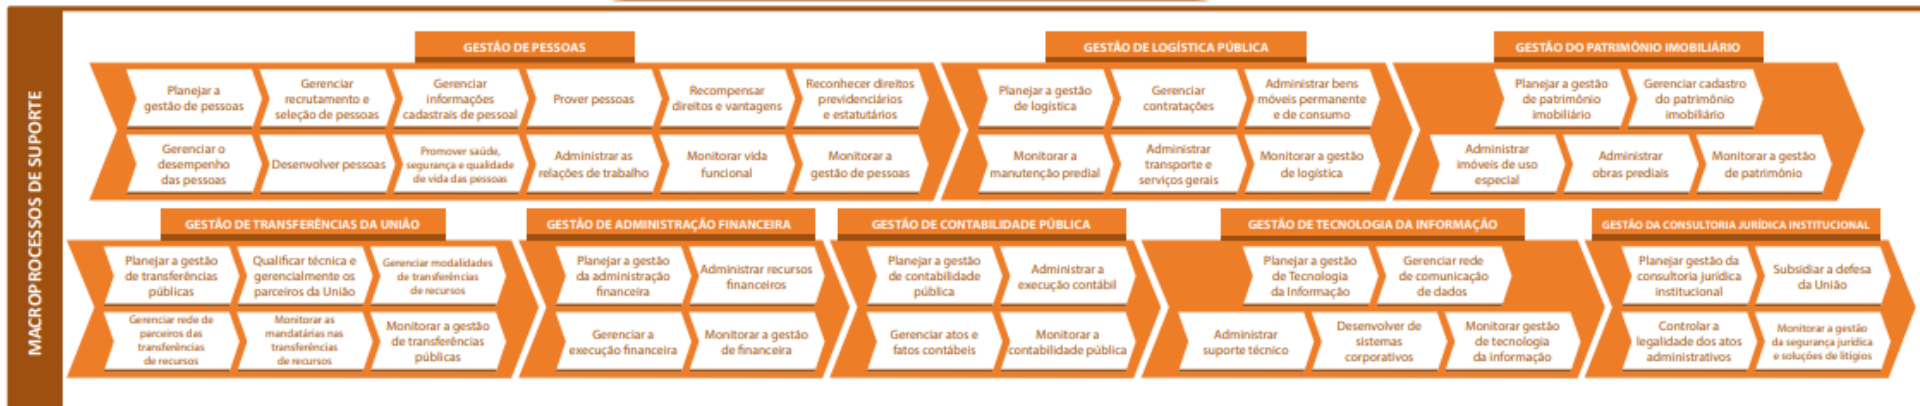 MACROPROCESSOS DE SUPORTE
GESTÃO DE PESSOAS
Planejar a
gestão de pessoas
Gerenciar
recrutamento e
seleção de pessoas
Gerenciar
informações
cadastrais de pessoal
Prover pessoas
Recompensar
direitos e vantagens
Reconhecer direitos
previdenciários
e estatutários
Gerenciar o
desempenho
das pessoas
Desenvolver pessoas
Promover saúde,
segurança e qualidade
de vida das pessoas
Administrar as
relações de trabalho
Monitorar vida
funcional
Monitorar a
gestão de pessoas
GESTÃO DE LOGÍSTICA PÚBLICA
Planejar a gestão
de logística
Gerenciar
contratações
Administrar bens
móveis permanente
e de consumo
Monitorar a
manutenção predial
Administrar
transporte e
serviços gerais
Monitorar a gestão
de logística
GESTÃO DO PATRIMÔNIO IMOBILIÁRIO
Planejar a gestão
de patrimônio
imobiliário
Gerenciar cadastro
do patrimônio
imobiliário
Administrar
imóveis de uso
especial
Administrar
obras prediais
Monitorar a gestão
de patrimônio
GESTÃO DE TRANSFERÊNCIAS DA UNIÃO
Planejar a gestão
de transferências
públicas
Qualificar técnica e
gerencialmente os
parceiros da União
Gerenciar modalidades
de transferências
de recursos
Gerenciar rede de
parceiros das
transferências
de recursos
Monitorar as
mandatárias nas
transferências
de recursos
Monitorar a gestão
de transferências
públicas
GESTÃO DE ADMINISTRAÇÃO FINANCEIRA
Planejar a gestão
da administração
financeira
Administrar recursos
financeiros
Gerenciar a
execução financeira
Monitorar a gestão
de financeira
GESTÃO DE CONTABILIDADE PÚBLICA
Planejar a gestão
de contabilidade
pública
Administrar a
execução contábil
Gerenciar atos e
fatos contábeis
Monitorar a
contabilidade pública
GESTÃO DE TECNOLOGIA DA INFORMAÇÃO
Planejar a gestão
de Tecnologia
da Informação
Gerenciar rede
de comunicação
de dados
Administrar
suporte técnico
Desenvolver de
sistemas
corporativos
Monitorar gestão
de tecnologia
da informação
GESTÃO DA CONSULTORIA JURÍDICA INSTITUCIONAL
Planejar gestão da
consultoria jurídica
institucional
Subsidiar a defesa
da União
Controlar a
legalidade dos atos
administrativos
Monitorar a gestão
da segurança jurídica
e soluções de litígios